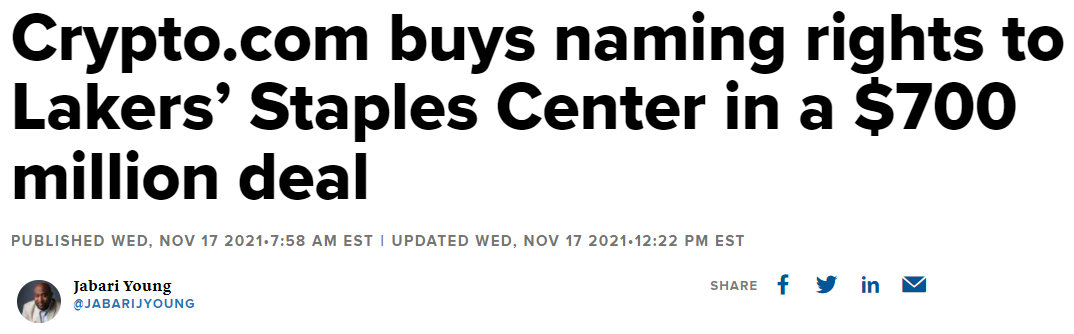 Crypto.com buys naming rights to
Lakers’ Staples Center in a $700
million deal
PUBLISHED WED, NOV 17 2021•7:58 AM EST | UPDATED WED, NOV 17 2021•12:22 PM EST
Jabari Young
@JABARIJYOUNG
SHARE